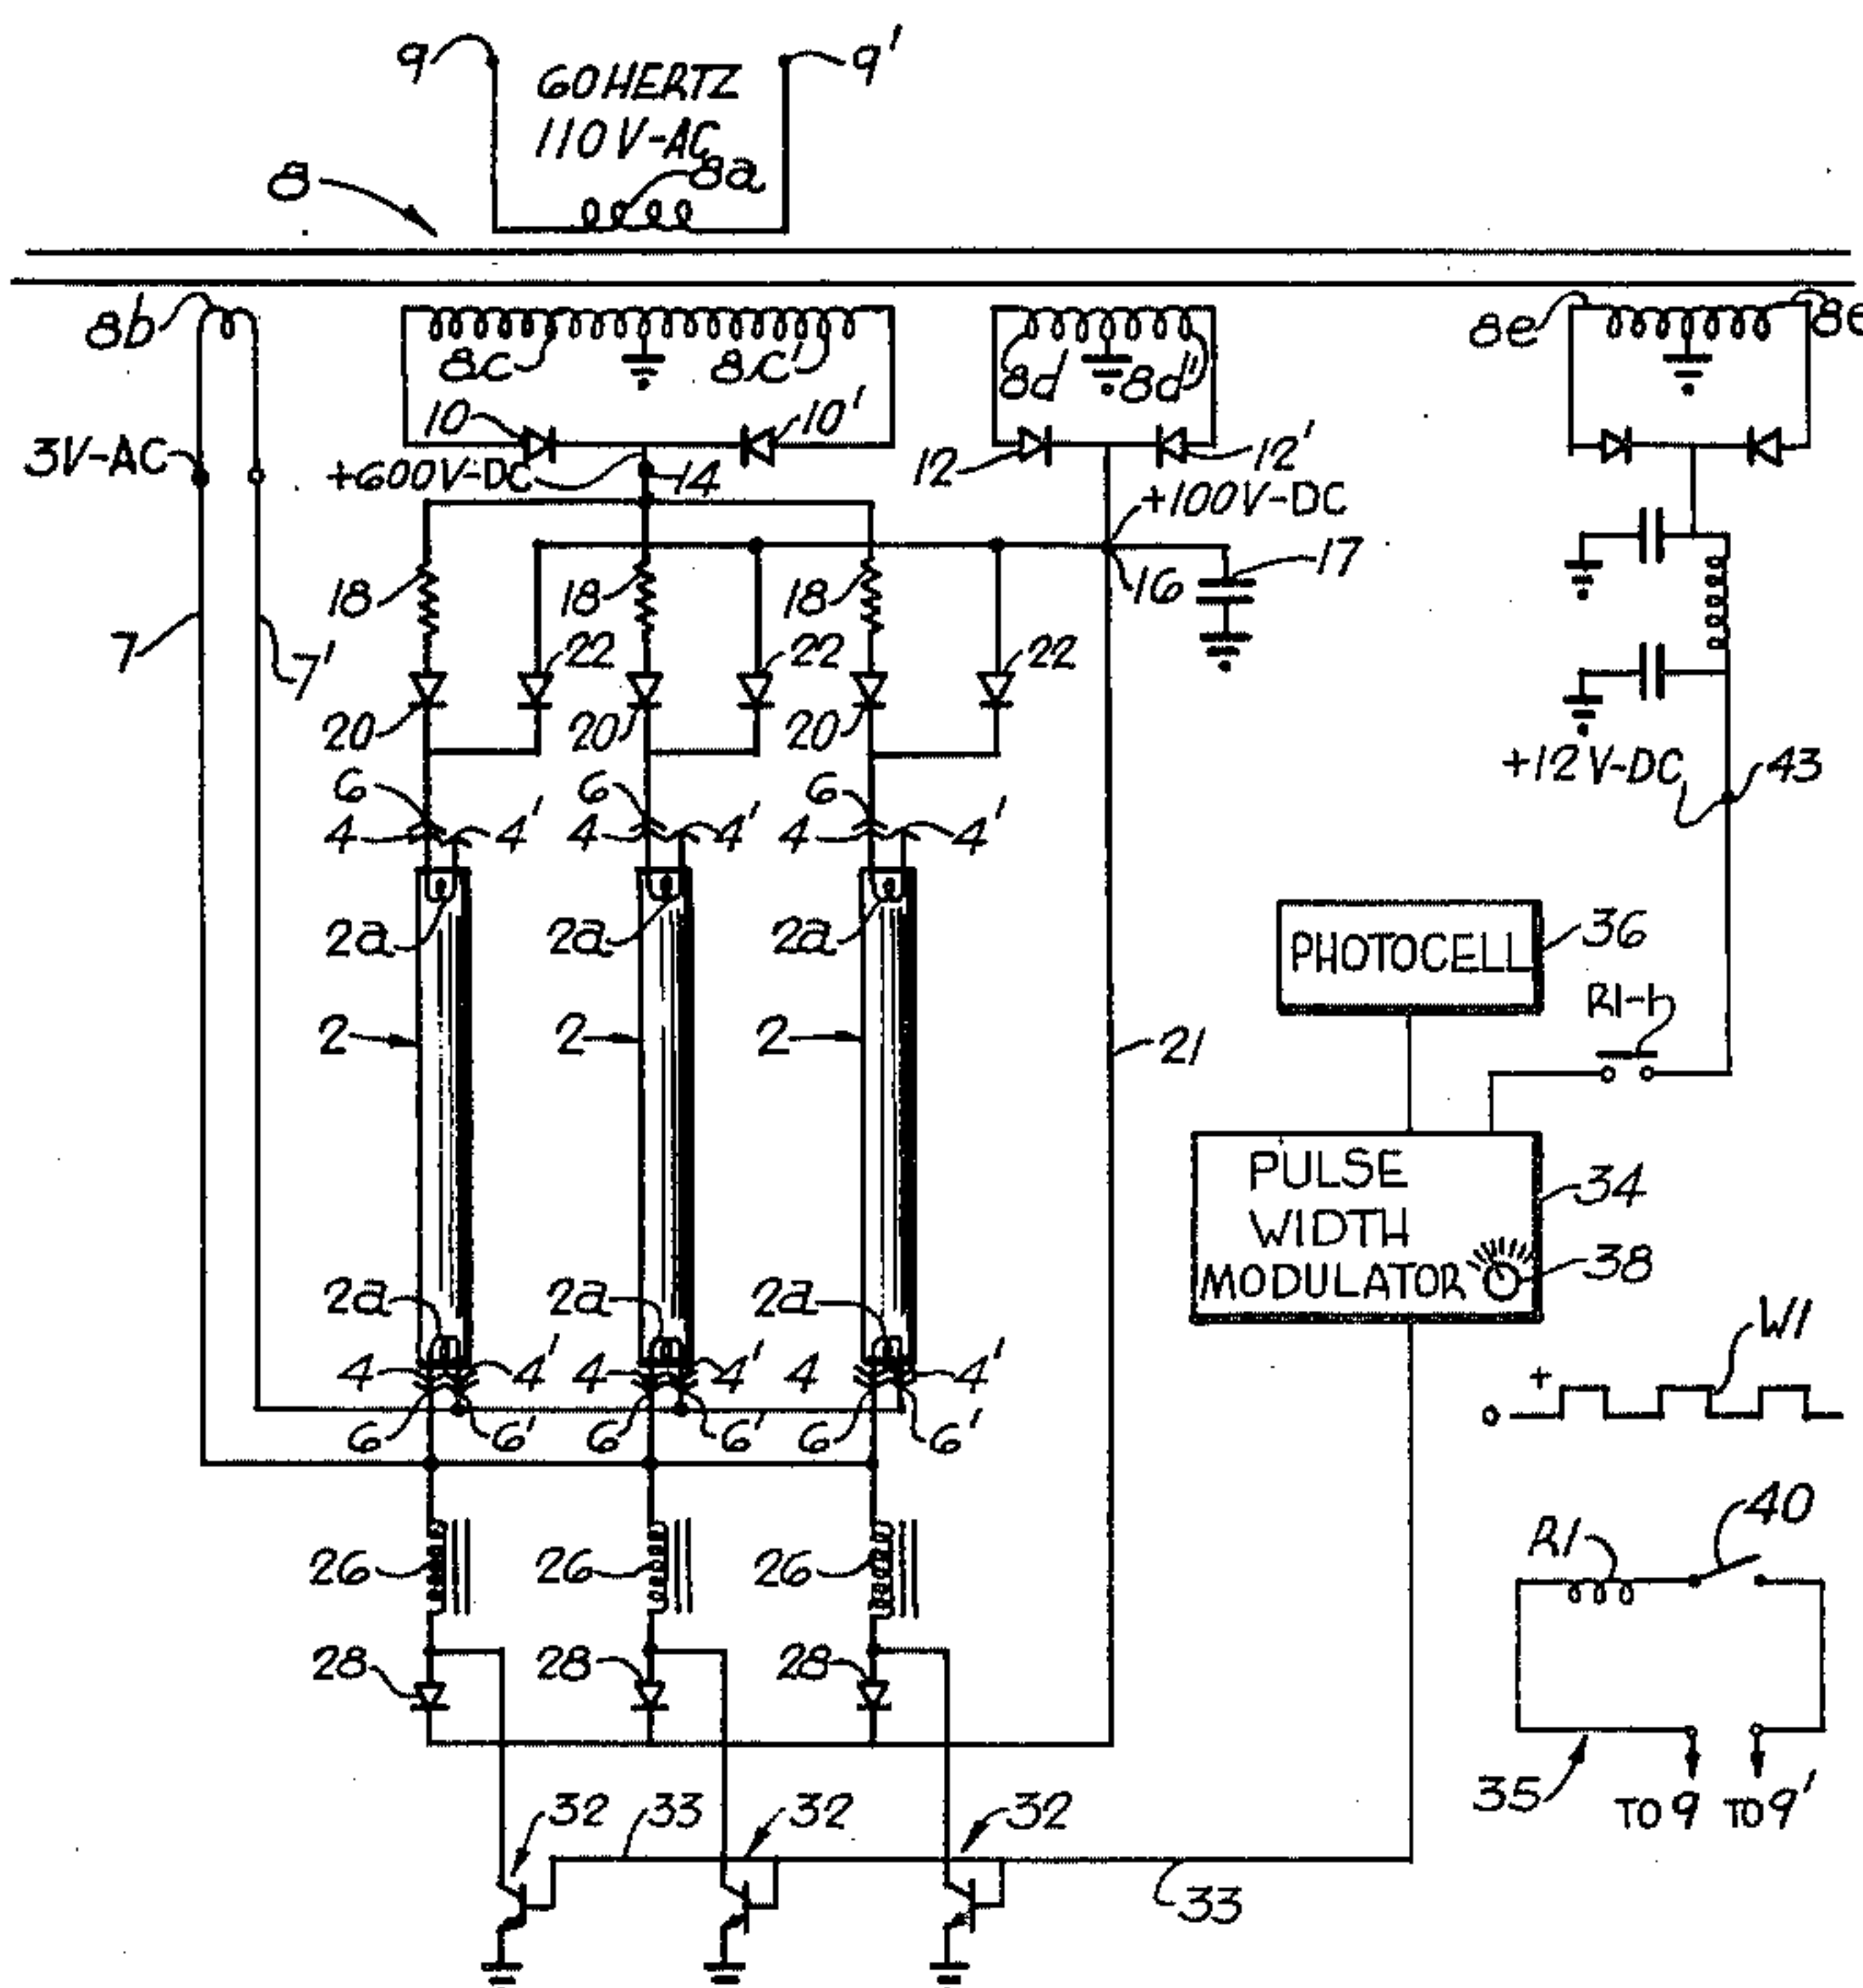 9 9'
60 HERTZ
110 V-AC
8 8a
8b 8c 8c' 8d 8d' 8e 8e
10 10' 12 12'
3V-AC +600V-DC 14 +100V-DC
18 18 18 16 17
7 7' 22 22 22
20 20 20
+12V-DC 43
6 6 6
4 4' 4 4' 4 4'
2a 2a 2a
PHOTOCELL 36
R1-1
2 2 2 21
PULSE
WIDTH
MODULATOR
34
38
2a 2a 2a
4 4' 4 4' 4 4'
6 6' 6 6' 6 6'
W1
+
0
26 26 26
R1 40
28 28 28
35 TO 9 TO 9'
32 33 32 32
33